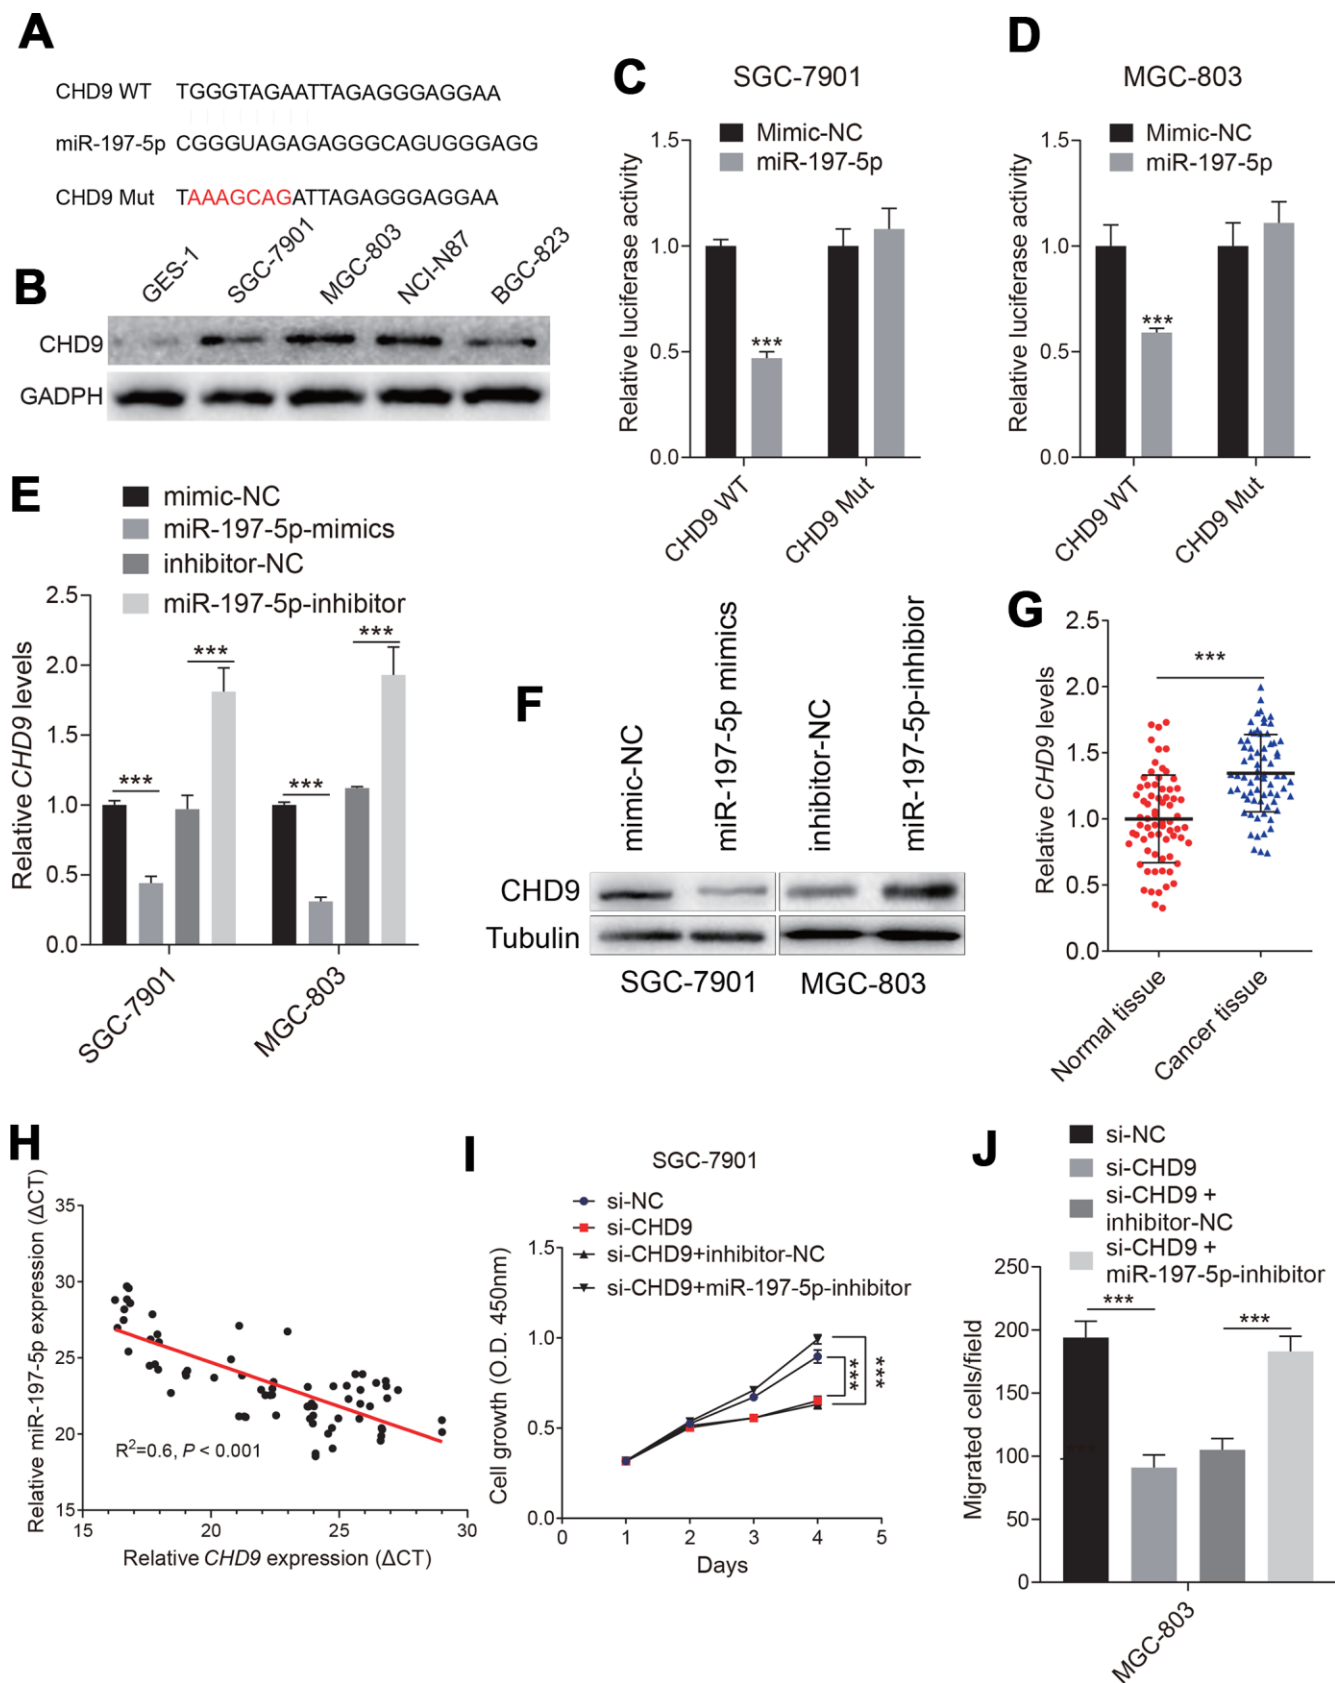 A
CHD9 WT TGGGTAGAATTAGAGGGAGGAA
miR-197-5p CGGGUAGAGAGGGCAGUGGGAGG
CHD9 Mut TAAAGCAGATTAGAGGGAGGAA
B
GES-1
SGC-7901
MGC-803
NCI-N87
BGC-823
CHD9
GADPH
C
SGC-7901
Mimic-NC
miR-197-5p
Relative luciferase activity
1.5
1.0
0.5
0.0
***
CHD9 WT
CHD9 Mut
D
MGC-803
Mimic-NC
miR-197-5p
Relative luciferase activity
1.5
1.0
0.5
0.0
***
CHD9 WT
CHD9 Mut
E
mimic-NC
miR-197-5p-mimics
inhibitor-NC
miR-197-5p-inhibitor
Relative CHD9 levels
2.5
2.0
1.5
1.0
0.5
0.0
***
***
***
***
SGC-7901
MGC-803
F
mimic-NC
miR-197-5p mimics
inhibitor-NC
miR-197-5p-inhibior
CHD9
Tubulin
SGC-7901
MGC-803
G
Relative CHD9 levels
2.5
2.0
1.5
1.0
0.5
0.0
***
Normal tissue
Cancer tissue
H
Relative miR-197-5p expression (ΔCT)
35
30
25
20
15
R²=0.6, P < 0.001
15 20 25 30
Relative CHD9 expression (ΔCT)
I
SGC-7901
si-NC
si-CHD9
si-CHD9+inhibitor-NC
si-CHD9+miR-197-5p-inhibitor
Cell growth (O.D. 450nm)
1.5
1.0
0.5
0.0
***
***
0 1 2 3 4 5
Days
J
si-NC
si-CHD9
si-CHD9 +
inhibitor-NC
si-CHD9 +
miR-197-5p-inhibitor
Migrated cells/field
250
200
150
100
50
0
***
***
MGC-803